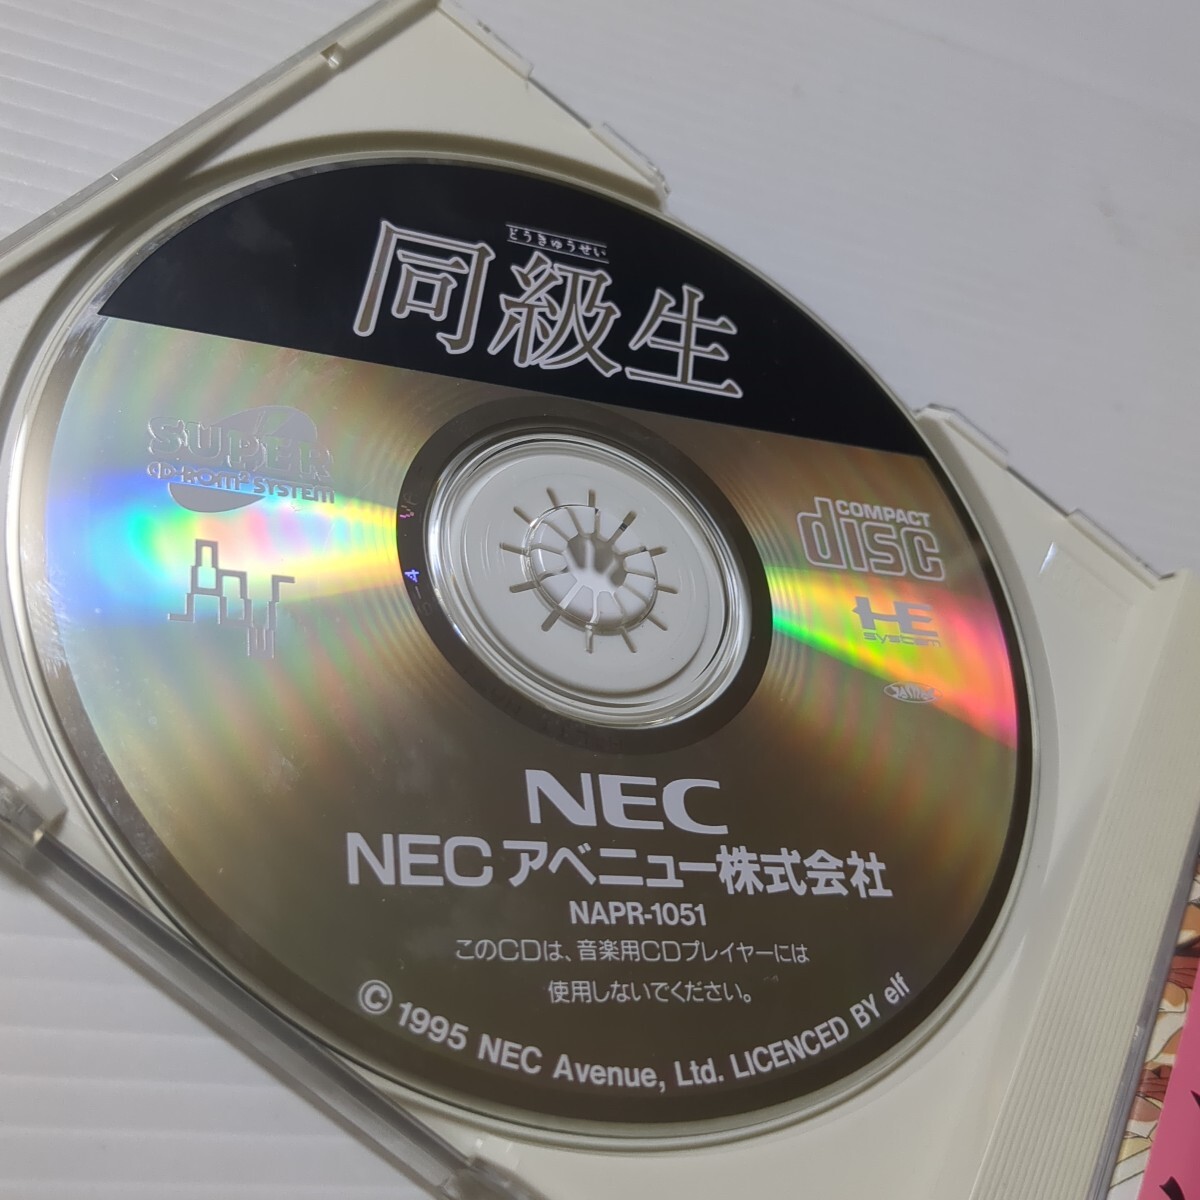 どうきゅうせい
同級生
SUPER
CD-ROM² SYSTEM
COMPACT
disc
HE
system
NEC
NECアベニュー株式会社
NAPR-1051
このCDは、音楽用CDプレイヤーには
使用しないでください。
© 1995 NEC Avenue, Ltd. LICENCED BY elf